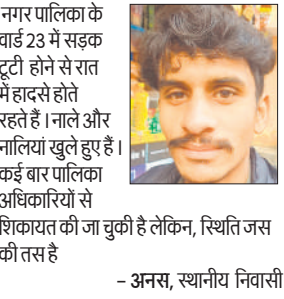 नगर पालिका के
वार्ड 23 में सड़क
टूटी होने से रात
में हादसे होते
रहते हैं । नाले और
नालियां खुले हुए हैं ।
कई बार पालिका
अधिकारियों से
शिकायत की जा चुकी है लेकिन, स्थिति जस
की तस है
– अनस, स्थानीय निवासी